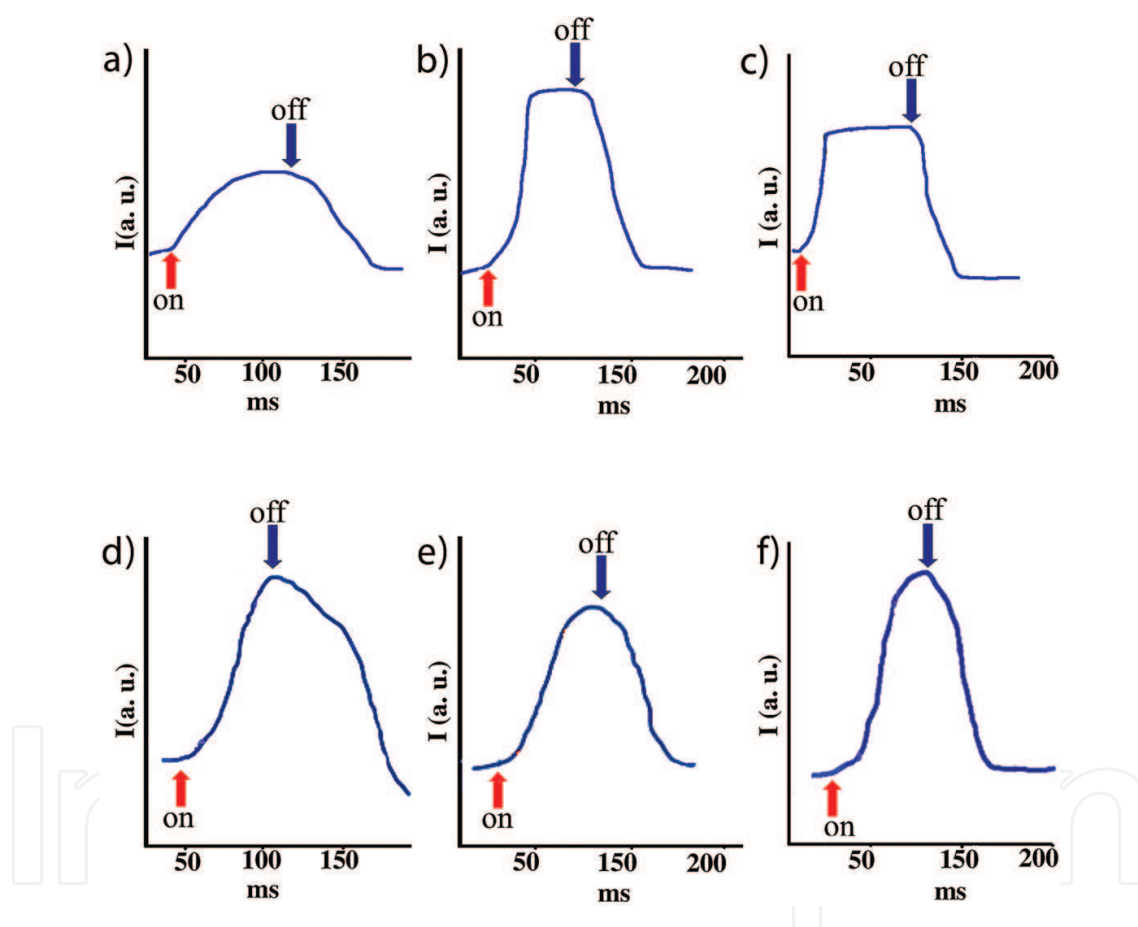 a)
off
I(a. u.)
on
50 100 150
ms
b)
off
I (a. u.)
on
50 150 200
ms
c)
off
I (a. u.)
on
50 150 200
ms
d)
off
I(a. u.)
on
50 100 150
ms
e)
off
I (a. u.)
on
50 150 200
ms
f)
off
I (a. u.)
on
50 150 200
ms